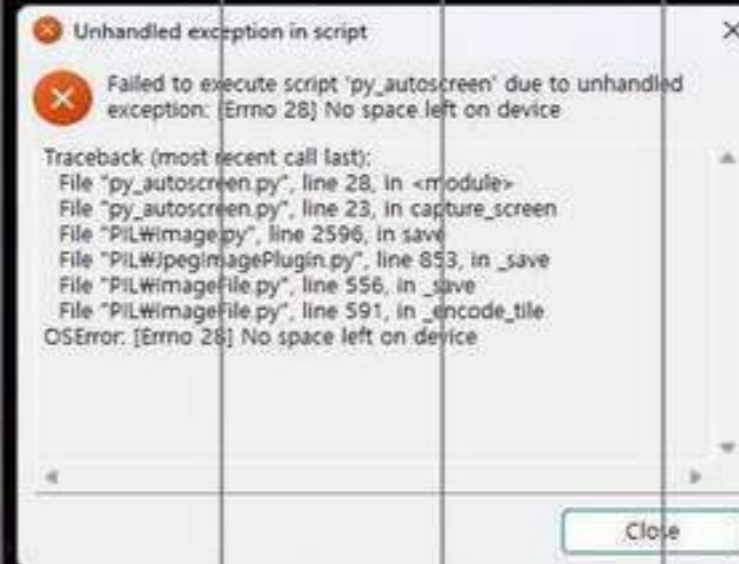 Unhandled exception in script
Failed to execute script 'py_autoscreen' due to unhandled
exception: [Errno 28] No space left on device
Traceback (most recent call last):
File "py_autoscreen.py", line 28, in <module>
File "py_autoscreen.py", line 23, in capture_screen
File "PIL₩Image.py", line 2596, in save
File "PIL₩JpegImagePlugin.py", line 853, in _save
File "PIL₩ImageFile.py", line 556, in _save
File "PIL₩ImageFile.py", line 591, in _encode_tile
OSError: [Errno 28] No space left on device
Close